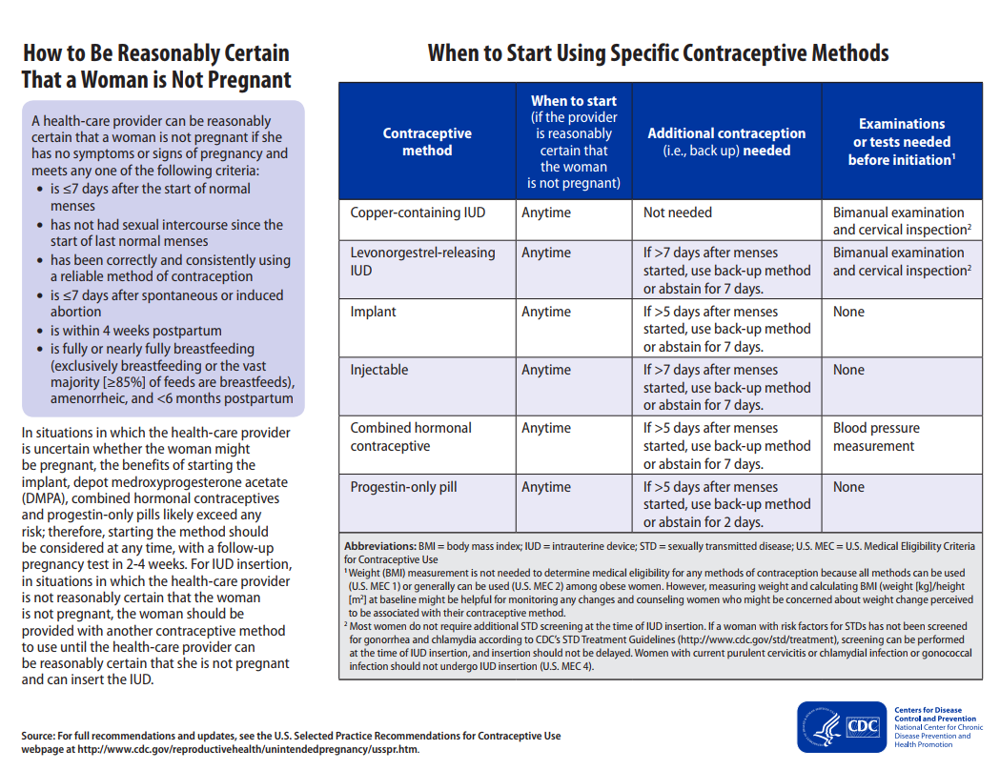 How to Be Reasonably Certain
That a Woman is Not Pregnant
A health-care provider can be reasonably
certain that a woman is not pregnant if she
has no symptoms or signs of pregnancy and
meets any one of the following criteria:
• is ≤7 days after the start of normal
menses
• has not had sexual intercourse since the
start of last normal menses
• has been correctly and consistently using
a reliable method of contraception
• is ≤7 days after spontaneous or induced
abortion
• is within 4 weeks postpartum
• is fully or nearly fully breastfeeding
(exclusively breastfeeding or the vast
majority [≥85%] of feeds are breastfeeds),
amenorrheic, and <6 months postpartum
In situations in which the health-care provider
is uncertain whether the woman might
be pregnant, the benefits of starting the
implant, depot medroxyprogesterone acetate
(DMPA), combined hormonal contraceptives
and progestin-only pills likely exceed any
risk; therefore, starting the method should
be considered at any time, with a follow-up
pregnancy test in 2-4 weeks. For IUD insertion,
in situations in which the health-care provider
is not reasonably certain that the woman
is not pregnant, the woman should be
provided with another contraceptive method
to use until the health-care provider can
be reasonably certain that she is not pregnant
and can insert the IUD.
When to Start Using Specific Contraceptive Methods
Contraceptive
method
When to start
(if the provider
is reasonably
certain that
the woman
is not pregnant)
Additional contraception
(i.e., back up) needed
Examinations
or tests needed
before initiation¹
Copper-containing IUD
Anytime
Not needed
Bimanual examination
and cervical inspection²
Levonorgestrel-releasing
IUD
Anytime
If >7 days after menses
started, use back-up method
or abstain for 7 days.
Bimanual examination
and cervical inspection²
Implant
Anytime
If >5 days after menses
started, use back-up method
or abstain for 7 days.
None
Injectable
Anytime
If >7 days after menses
started, use back-up method
or abstain for 7 days.
None
Combined hormonal
contraceptive
Anytime
If >5 days after menses
started, use back-up method
or abstain for 7 days.
Blood pressure
measurement
Progestin-only pill
Anytime
If >5 days after menses
started, use back-up method
or abstain for 2 days.
None
Abbreviations: BMI = body mass index; IUD = intrauterine device; STD = sexually transmitted disease; U.S. MEC = U.S. Medical Eligibility Criteria
for Contraceptive Use
¹ Weight (BMI) measurement is not needed to determine medical eligibility for any methods of contraception because all methods can be used
(U.S. MEC 1) or generally can be used (U.S. MEC 2) among obese women. However, measuring weight and calculating BMI (weight [kg]/height
[m²] at baseline might be helpful for monitoring any changes and counseling women who might be concerned about weight change perceived
to be associated with their contraceptive method.
² Most women do not require additional STD screening at the time of IUD insertion. If a woman with risk factors for STDs has not been screened
for gonorrhea and chlamydia according to CDC's STD Treatment Guidelines (http://www.cdc.gov/std/treatment), screening can be performed
at the time of IUD insertion, and insertion should not be delayed. Women with current purulent cervicitis or chlamydial infection or gonococcal
infection should not undergo IUD insertion (U.S. MEC 4).
Source: For full recommendations and updates, see the U.S. Selected Practice Recommendations for Contraceptive Use
webpage at http://www.cdc.gov/reproductivehealth/unintendedpregnancy/usspr.htm.
CDC
Centers for Disease
Control and Prevention
National Center for Chronic
Disease Prevention and
Health Promotion